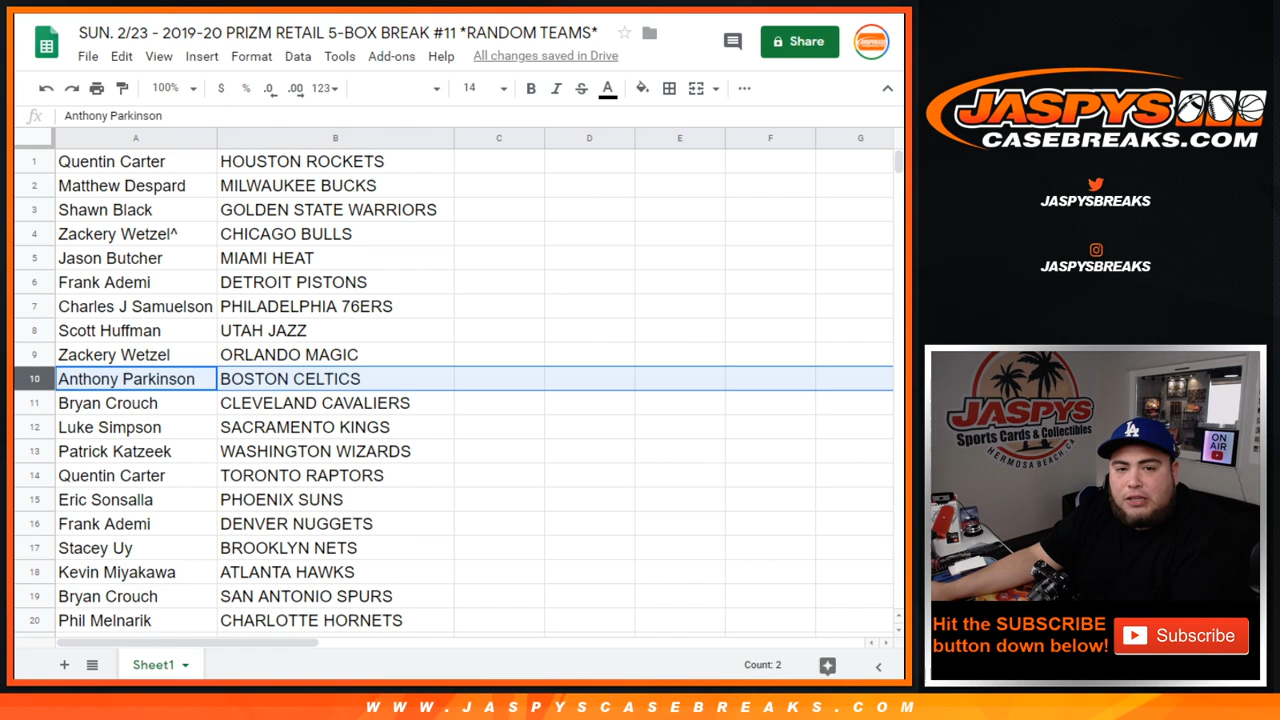 SUN. 2/23 - 2019-20 PRIZM RETAIL 5-BOX BREAK #11 *RANDOM TEAMS*
File Edit View Insert Format Data Tools Add-ons Help All changes saved in Drive
Share
100% $ % .0 .00 123 14 B I S A
fx Anthony Parkinson
A B C D E F G
1 Quentin Carter HOUSTON ROCKETS
2 Matthew Despard MILWAUKEE BUCKS
3 Shawn Black GOLDEN STATE WARRIORS
4 Zackery Wetzel^ CHICAGO BULLS
5 Jason Butcher MIAMI HEAT
6 Frank Ademi DETROIT PISTONS
7 Charles J Samuelson PHILADELPHIA 76ERS
8 Scott Huffman UTAH JAZZ
9 Zackery Wetzel ORLANDO MAGIC
10 Anthony Parkinson BOSTON CELTICS
11 Bryan Crouch CLEVELAND CAVALIERS
12 Luke Simpson SACRAMENTO KINGS
13 Patrick Katzeek WASHINGTON WIZARDS
14 Quentin Carter TORONTO RAPTORS
15 Eric Sonsalla PHOENIX SUNS
16 Frank Ademi DENVER NUGGETS
17 Stacey Uy BROOKLYN NETS
18 Kevin Miyakawa ATLANTA HAWKS
19 Bryan Crouch SAN ANTONIO SPURS
20 Phil Melnarik CHARLOTTE HORNETS
Sheet1
Count: 2
JASPYS
CASEBREAKS.COM
JASPYSBREAKS
JASPYSBREAKS
JASPYS
Sports Cards & Collectibles
HERMOSA BEACH, CA
ON AIR
LA
Hit the SUBSCRIBE
button down below!
Subscribe
WWW.JASPYSCASEBREAKS.COM